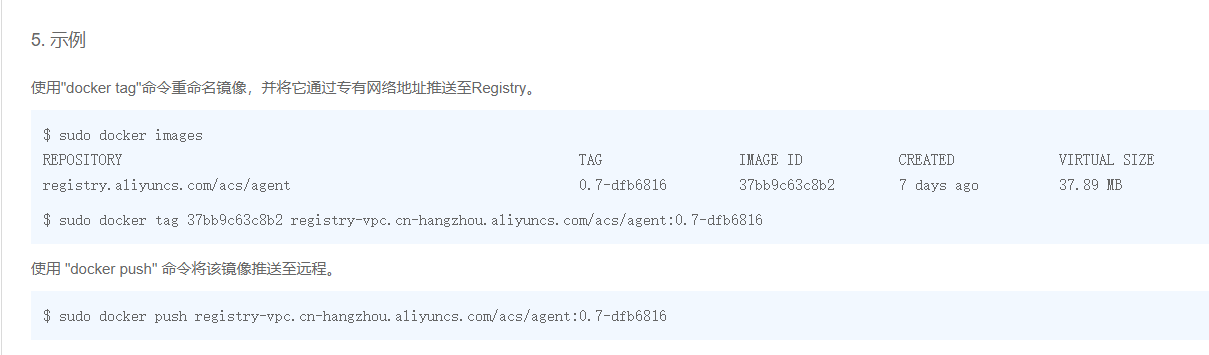 5. 示例
使用"docker tag"命令重命名镜像，并将它通过专有网络地址推送至Registry。
$ sudo docker images
REPOSITORY TAG IMAGE ID CREATED VIRTUAL SIZE
registry.aliyuncs.com/acs/agent 0.7-dfb6816 37bb9c63c8b2 7 days ago 37.89 MB
$ sudo docker tag 37bb9c63c8b2 registry-vpc.cn-hangzhou.aliyuncs.com/acs/agent:0.7-dfb6816
使用 "docker push" 命令将该镜像推送至远程。
$ sudo docker push registry-vpc.cn-hangzhou.aliyuncs.com/acs/agent:0.7-dfb6816